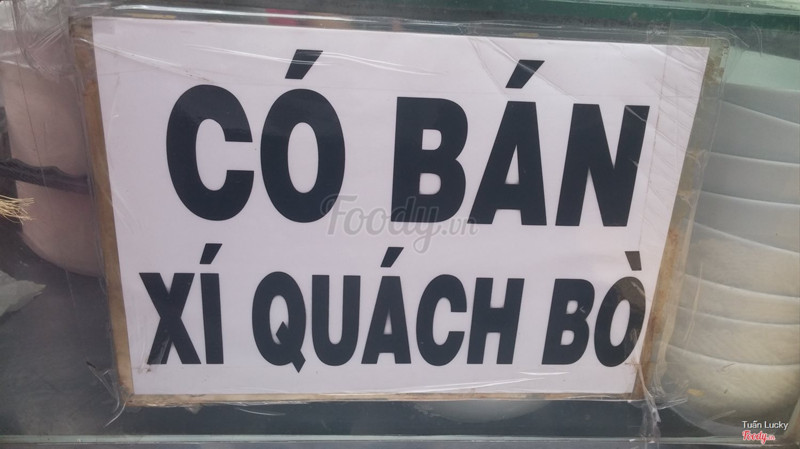 CÓ BÁN
Foody.vn
XÍ QUÁCH BÒ
Tuấn Lucky
Foody.vn